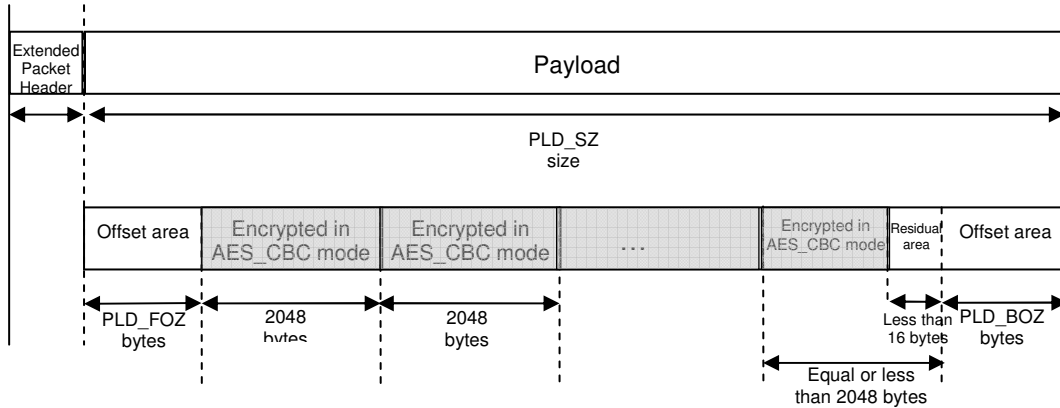 Extended
Packet
Header
Payload
PLD_SZ
size
Offset area
Encrypted in
AES_CBC mode
Encrypted in
AES_CBC mode
...
Encrypted in
AES_CBC mode
Residual
area
Offset area
PLD_FOZ
bytes
2048
bytes
2048
bytes
Less than
16 bytes
PLD_BOZ
bytes
Equal or less
than 2048 bytes